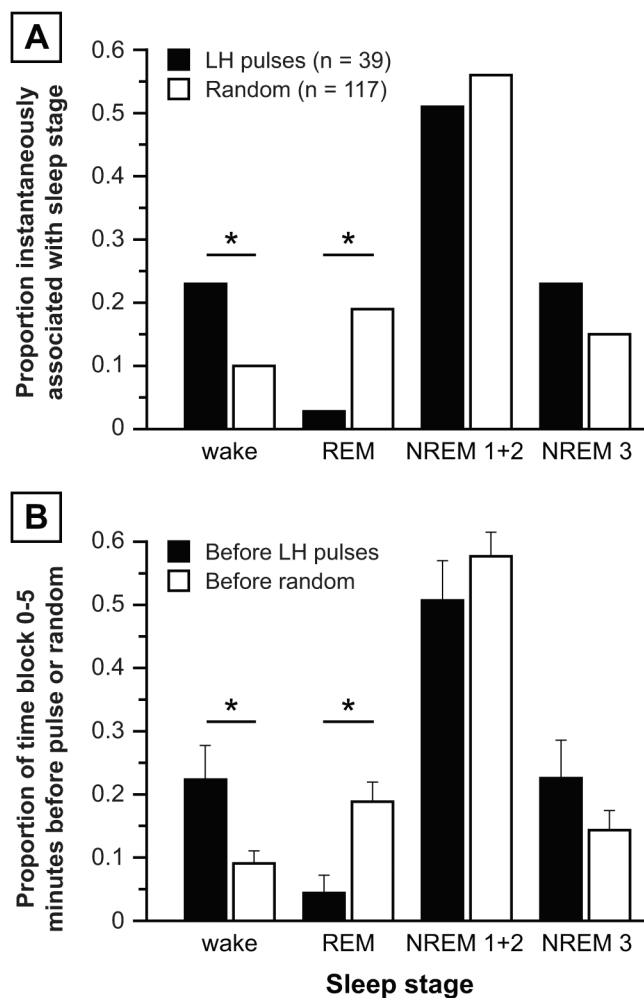 A
Proportion instantaneously
associated with sleep stage
0.6
0.5
0.4
0.3
0.2
0.1
0
LH pulses (n = 39)
Random (n = 117)
*
*
wake
REM
NREM 1+2
NREM 3
B
Proportion of time block 0-5
minutes before pulse or random
0.6
0.5
0.4
0.3
0.2
0.1
0
Before LH pulses
Before random
*
*
wake
REM
NREM 1+2
NREM 3
Sleep stage